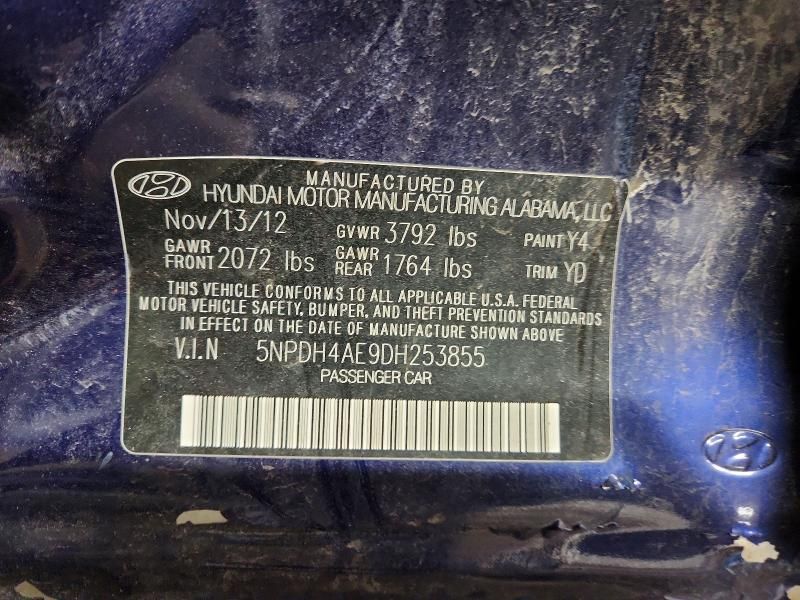 MANUFACTURED BY
HYUNDAI MOTOR MANUFACTURING ALABAMA, LLC
Nov/13/12 GVWR 3792 lbs PAINT Y4
GAWR FRONT 2072 lbs GAWR REAR 1764 lbs TRIM YD
THIS VEHICLE CONFORMS TO ALL APPLICABLE U.S.A. FEDERAL
MOTOR VEHICLE SAFETY, BUMPER, AND THEFT PREVENTION STANDARDS
IN EFFECT ON THE DATE OF MANUFACTURE SHOWN ABOVE
V.I.N 5NPDH4AE9DH253855
PASSENGER CAR